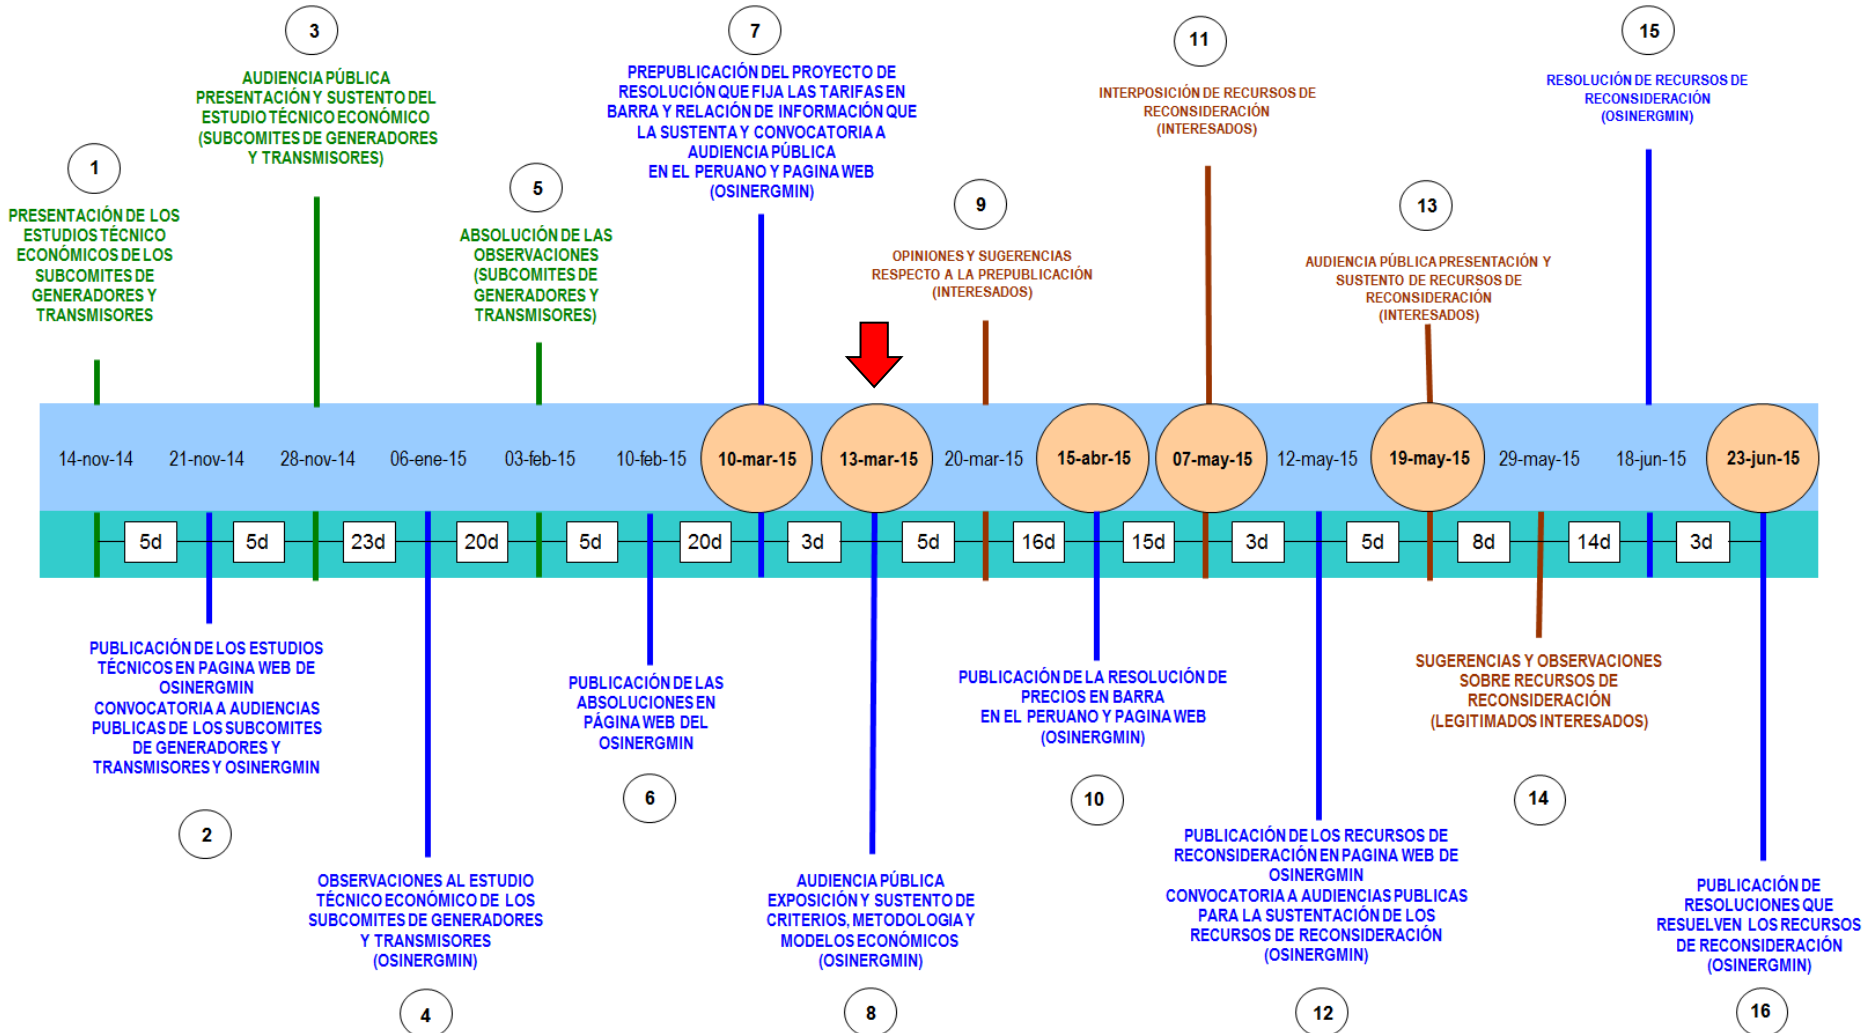 3
AUDIENCIA PÚBLICA
PRESENTACIÓN Y SUSTENTO DEL
ESTUDIO TÉCNICO ECONÓMICO
(SUBCOMITES DE GENERADORES
Y TRANSMISORES)
7
PREPUBLICACIÓN DEL PROYECTO DE
RESOLUCIÓN QUE FIJA LAS TARIFAS EN
BARRA Y RELACIÓN DE INFORMACIÓN QUE
LA SUSTENTA Y CONVOCATORIA A
AUDIENCIA PÚBLICA
EN EL PERUANO Y PAGINA WEB
(OSINERGMIN)
11
INTERPOSICIÓN DE RECURSOS DE
RECONSIDERACIÓN
(INTERESADOS)
15
RESOLUCIÓN DE RECURSOS DE
RECONSIDERACIÓN
(OSINERGMIN)
1
PRESENTACIÓN DE LOS
ESTUDIOS TÉCNICO
ECONÓMICOS DE LOS
SUBCOMITES DE
GENERADORES Y
TRANSMISORES
5
ABSOLUCIÓN DE LAS
OBSERVACIONES
(SUBCOMITES DE
GENERADORES Y
TRANSMISORES)
9
OPINIONES Y SUGERENCIAS
RESPECTO A LA PREPUBLICACIÓN
(INTERESADOS)
13
AUDIENCIA PÚBLICA PRESENTACIÓN Y
SUSTENTO DE RECURSOS DE
RECONSIDERACIÓN
(INTERESADOS)
14-nov-14 21-nov-14 28-nov-14 06-ene-15 03-feb-15 10-feb-15 10-mar-15 13-mar-15 20-mar-15 15-abr-15 07-may-15 12-may-15 19-may-15 29-may-15 18-jun-15 23-jun-15
5d 5d 23d 20d 5d 20d 3d 5d 16d 15d 3d 5d 8d 14d 3d
PUBLICACIÓN DE LOS ESTUDIOS
TÉCNICOS EN PAGINA WEB DE
OSINERGMIN
CONVOCATORIA A AUDIENCIAS
PUBLICAS DE LOS SUBCOMITES
DE GENERADORES Y
TRANSMISORES Y OSINERGMIN
2
OBSERVACIONES AL ESTUDIO
TÉCNICO ECONÓMICO DE LOS
SUBCOMITES DE GENERADORES
Y TRANSMISORES
(OSINERGMIN)
4
PUBLICACIÓN DE LAS
ABSOLUCIONES EN
PÁGINA WEB DEL
OSINERGMIN
6
AUDIENCIA PÚBLICA
EXPOSICIÓN Y SUSTENTO DE
CRITERIOS, METODOLOGIA Y
MODELOS ECONÓMICOS
(OSINERGMIN)
8
PUBLICACIÓN DE LA RESOLUCIÓN DE
PRECIOS EN BARRA
EN EL PERUANO Y PAGINA WEB
(OSINERGMIN)
10
PUBLICACIÓN DE LOS RECURSOS DE
RECONSIDERACIÓN EN PAGINA WEB DE
OSINERGMIN
CONVOCATORIA A AUDIENCIAS PUBLICAS
PARA LA SUSTENTACIÓN DE LOS
RECURSOS DE RECONSIDERACIÓN
(OSINERGMIN)
12
SUGERENCIAS Y OBSERVACIONES
SOBRE RECURSOS DE
RECONSIDERACIÓN
(LEGITIMADOS INTERESADOS)
14
PUBLICACIÓN DE
RESOLUCIONES QUE
RESUELVEN LOS RECURSOS
DE RECONSIDERACIÓN
(OSINERGMIN)
16